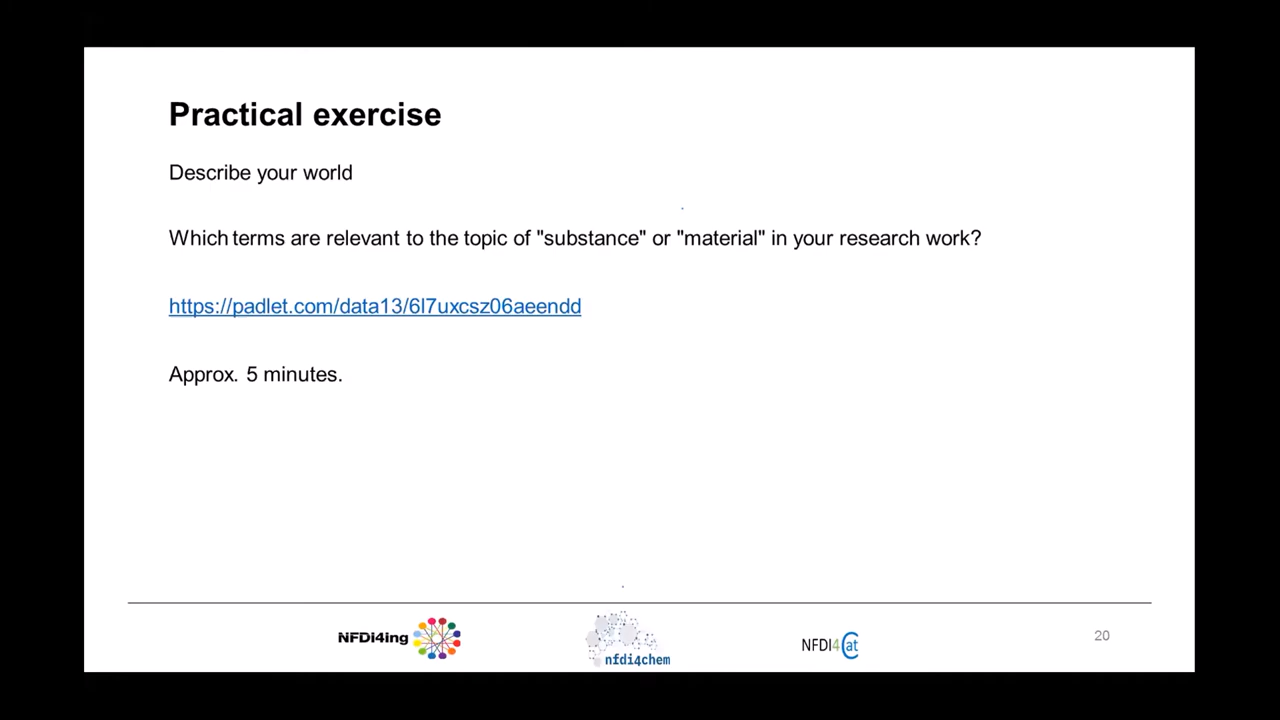 Practical exercise
Describe your world
Which terms are relevant to the topic of "substance" or "material" in your research work?
https://padlet.com/data13/6l7uxcsz06aeendd
Approx. 5 minutes.
NFDi4ing
nfdi4chem
NFDI4Cat
20